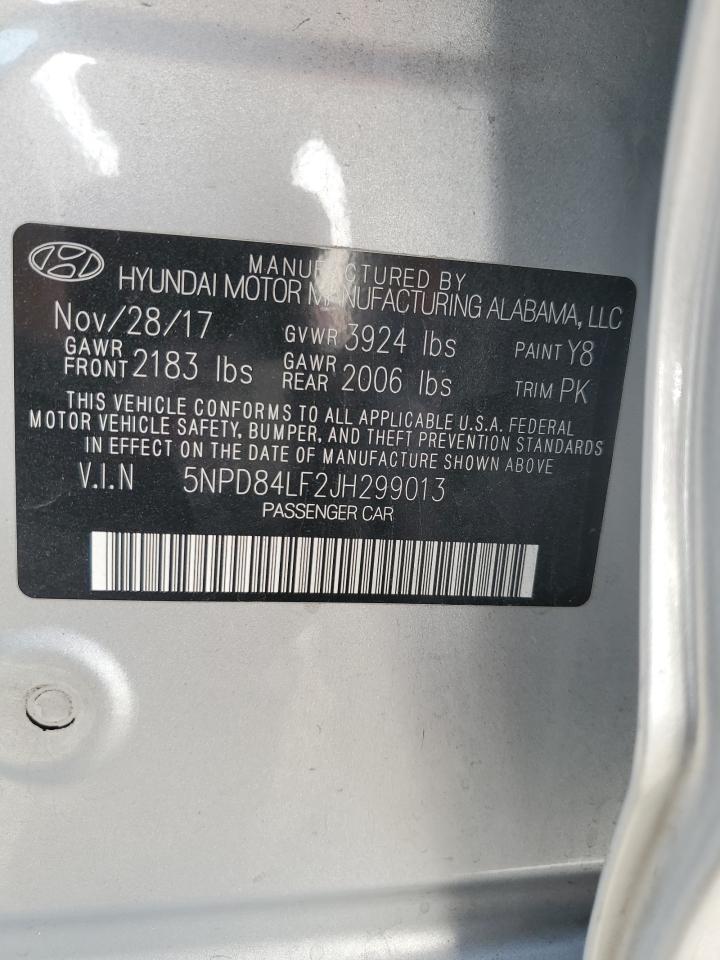 MANUFACTURED BY
HYUNDAI MOTOR MANUFACTURING ALABAMA, LLC
Nov/28/17 GVWR 3924 lbs PAINT Y8
GAWR FRONT 2183 lbs GAWR REAR 2006 lbs TRIM PK
THIS VEHICLE CONFORMS TO ALL APPLICABLE U.S.A. FEDERAL
MOTOR VEHICLE SAFETY, BUMPER, AND THEFT PREVENTION STANDARDS
IN EFFECT ON THE DATE OF MANUFACTURE SHOWN ABOVE
V.I.N 5NPD84LF2JH299013
PASSENGER CAR